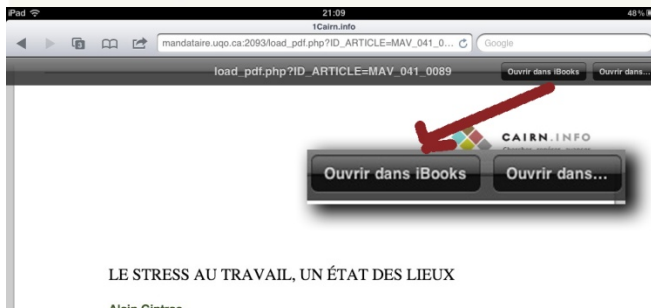 iPad 21:09 48 %
1Cairn.info
mandataire.uqo.ca:2093/load_pdf.php?ID_ARTICLE=MAV_041_0... Google
load_pdf.php?ID_ARTICLE=MAV_041_0089 Ouvrir dans iBooks Ouvrir dans...
CAIRN.INFO
Ouvrir dans iBooks Ouvrir dans...
LE STRESS AU TRAVAIL, UN ÉTAT DES LIEUX
Alain